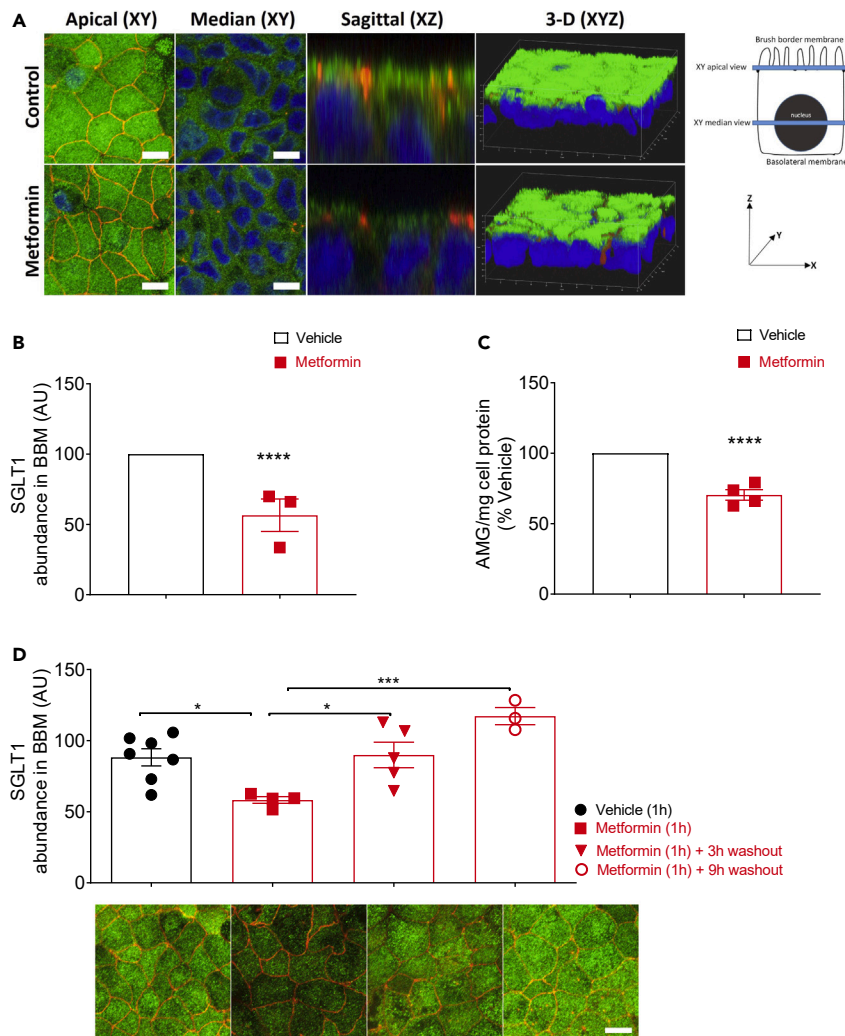 A
Apical (XY)
Median (XY)
Sagittal (XZ)
3-D (XYZ)
Control
Metformin
Brush border membrane
XY apical view
nucleus
XY median view
Basolateral membrane
Z
Y
X
B
Vehicle
Metformin
SGLT1
abundance in BBM (AU)
150
100
50
0
****
C
Vehicle
Metformin
AMG/mg cell protein
(% Vehicle)
150
100
50
0
****
D
SGLT1
abundance in BBM (AU)
150
100
50
0
*
*
***
Vehicle (1h)
Metformin (1h)
Metformin (1h) + 3h washout
Metformin (1h) + 9h washout